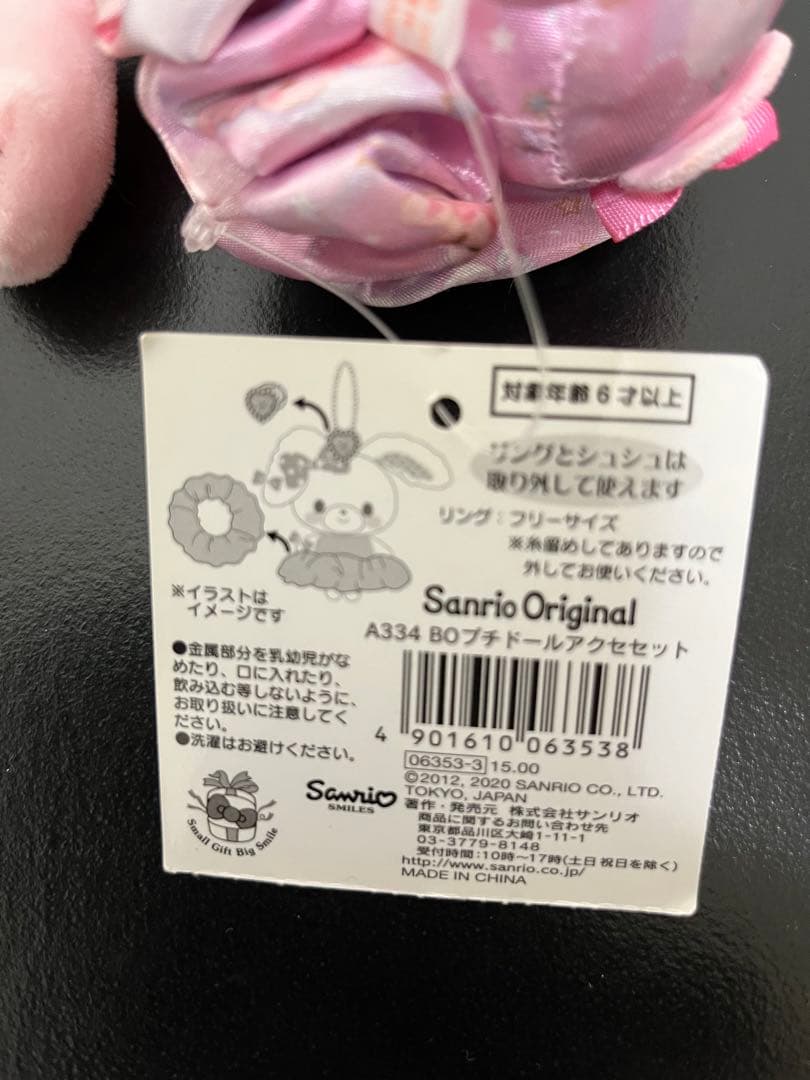 対象年齢6才以上
リングとシュシュは
取り外して使えます
リング：フリーサイズ
※糸留めしてありますので
外してお使いください。
※イラストは
イメージです
Sanrio Original
A334 BOプチドールアクセセット
●金属部分を乳幼児がな
めたり、口に入れたり、
飲み込む等しないように、
お取り扱いに注意してく
ださい。
●洗濯はお避けください。
4 901610 063538
06353-3 15.00
©2012, 2020 SANRIO CO., LTD.
TOKYO, JAPAN
著作・発売元 株式会社サンリオ
商品に関するお問い合わせ先
東京都品川区大崎1-11-1
03-3779-8148
受付時間：10時～17時(土日祝日を除く)
http://www.sanrio.co.jp/
MADE IN CHINA
Sanrio
SMILES
Small Gift Big Smile